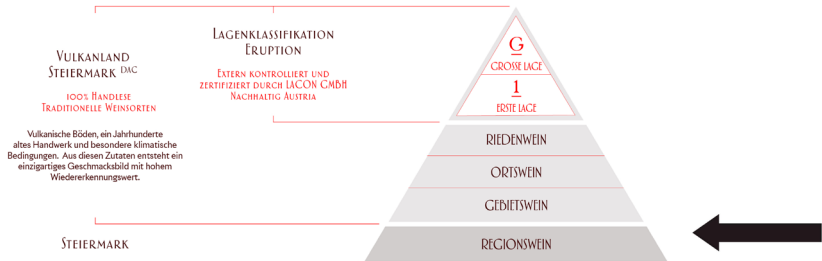 Vulkanland
Steiermark DAC
100% Handlese
Traditionelle Weinsorten
Vulkanische Böden, ein Jahrhunderte
altes Handwerk und besondere klimatische
Bedingungen. Aus diesen Zutaten entsteht ein
einzigartiges Geschmacksbild mit hohem
Wiedererkennungswert.
Steiermark
Lagenklassifikation
Eruption
Extern kontrolliert und
zertifiziert durch LACON GMBH
Nachhaltig Austria
G
GROSSE LAGE
1
ERSTE LAGE
RIEDENWEIN
ORTSWEIN
GEBIETSWEIN
REGIONSWEIN